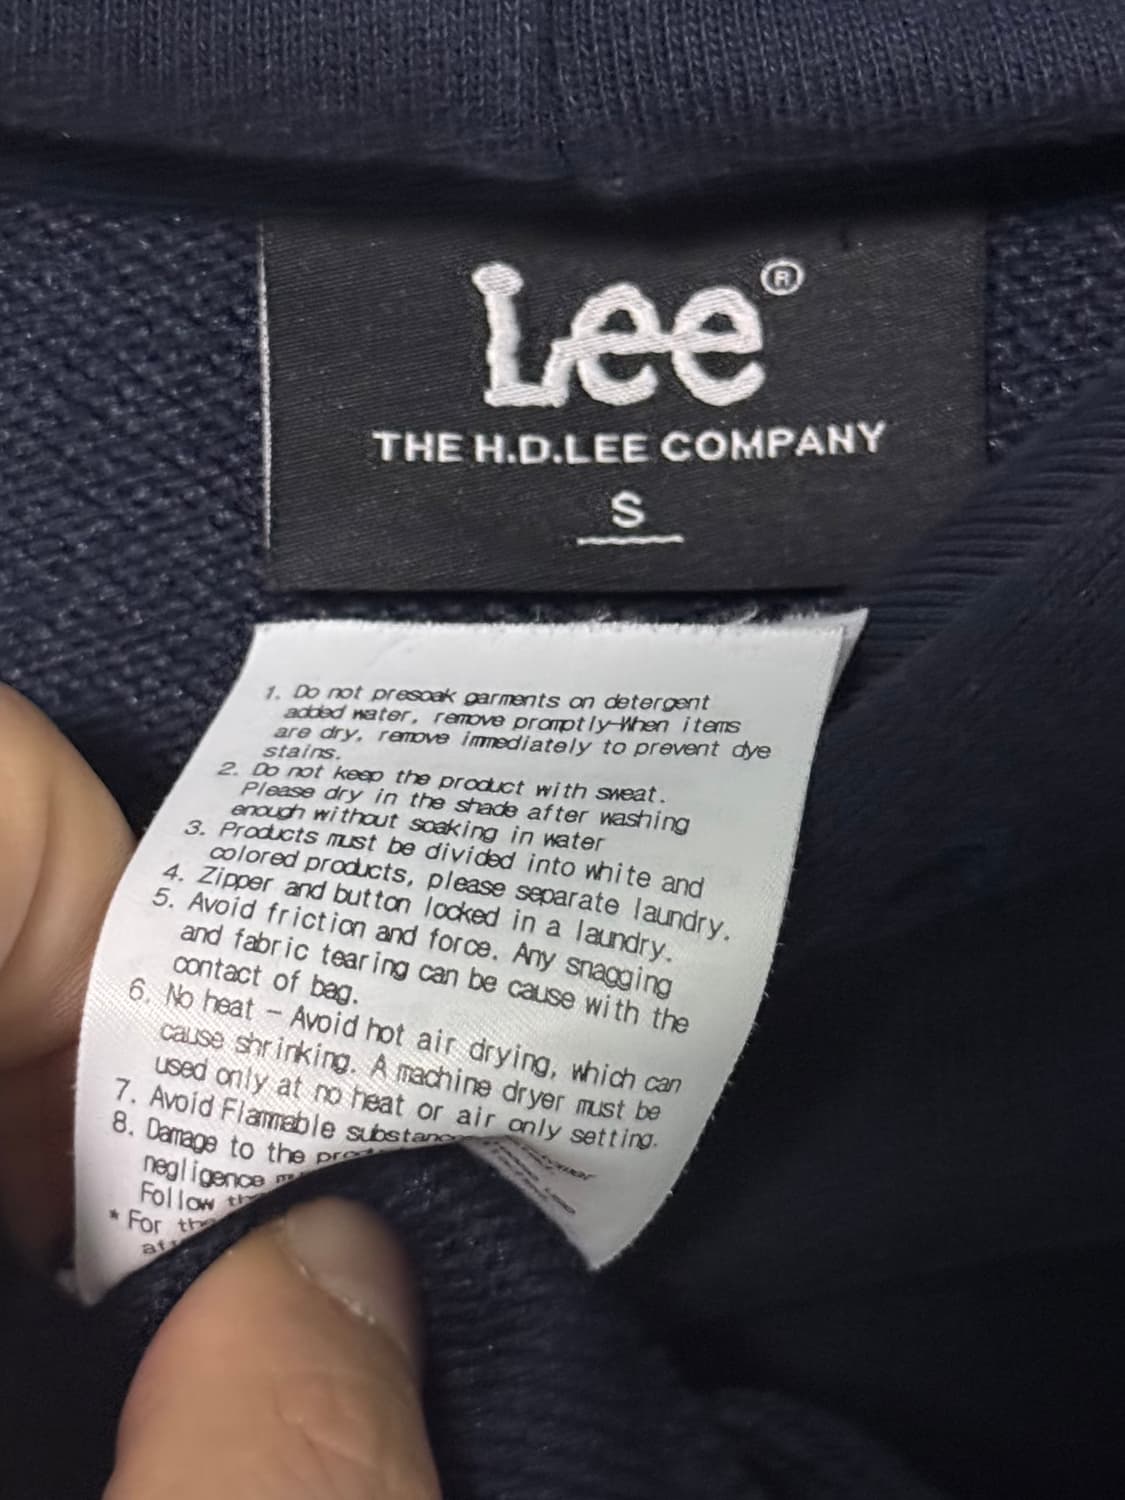 Lee®
THE H.D.LEE COMPANY
S
1. Do not presoak garments on detergent
added water, remove promptly-When items
are dry, remove immediately to prevent dye
stains.
2. Do not keep the product with sweat.
Please dry in the shade after washing
enough without soaking in water
3. Products must be divided into white and
colored products, please separate laundry.
4. Zipper and button locked in a laundry.
5. Avoid friction and force. Any snagging
and fabric tearing can be cause with the
contact of bag.
6. No heat - Avoid hot air drying, which can
cause shrinking. A machine dryer must be
used only at no heat or air only setting.
7. Avoid Flammable
8. Damage to the
negligence
Follow
* For